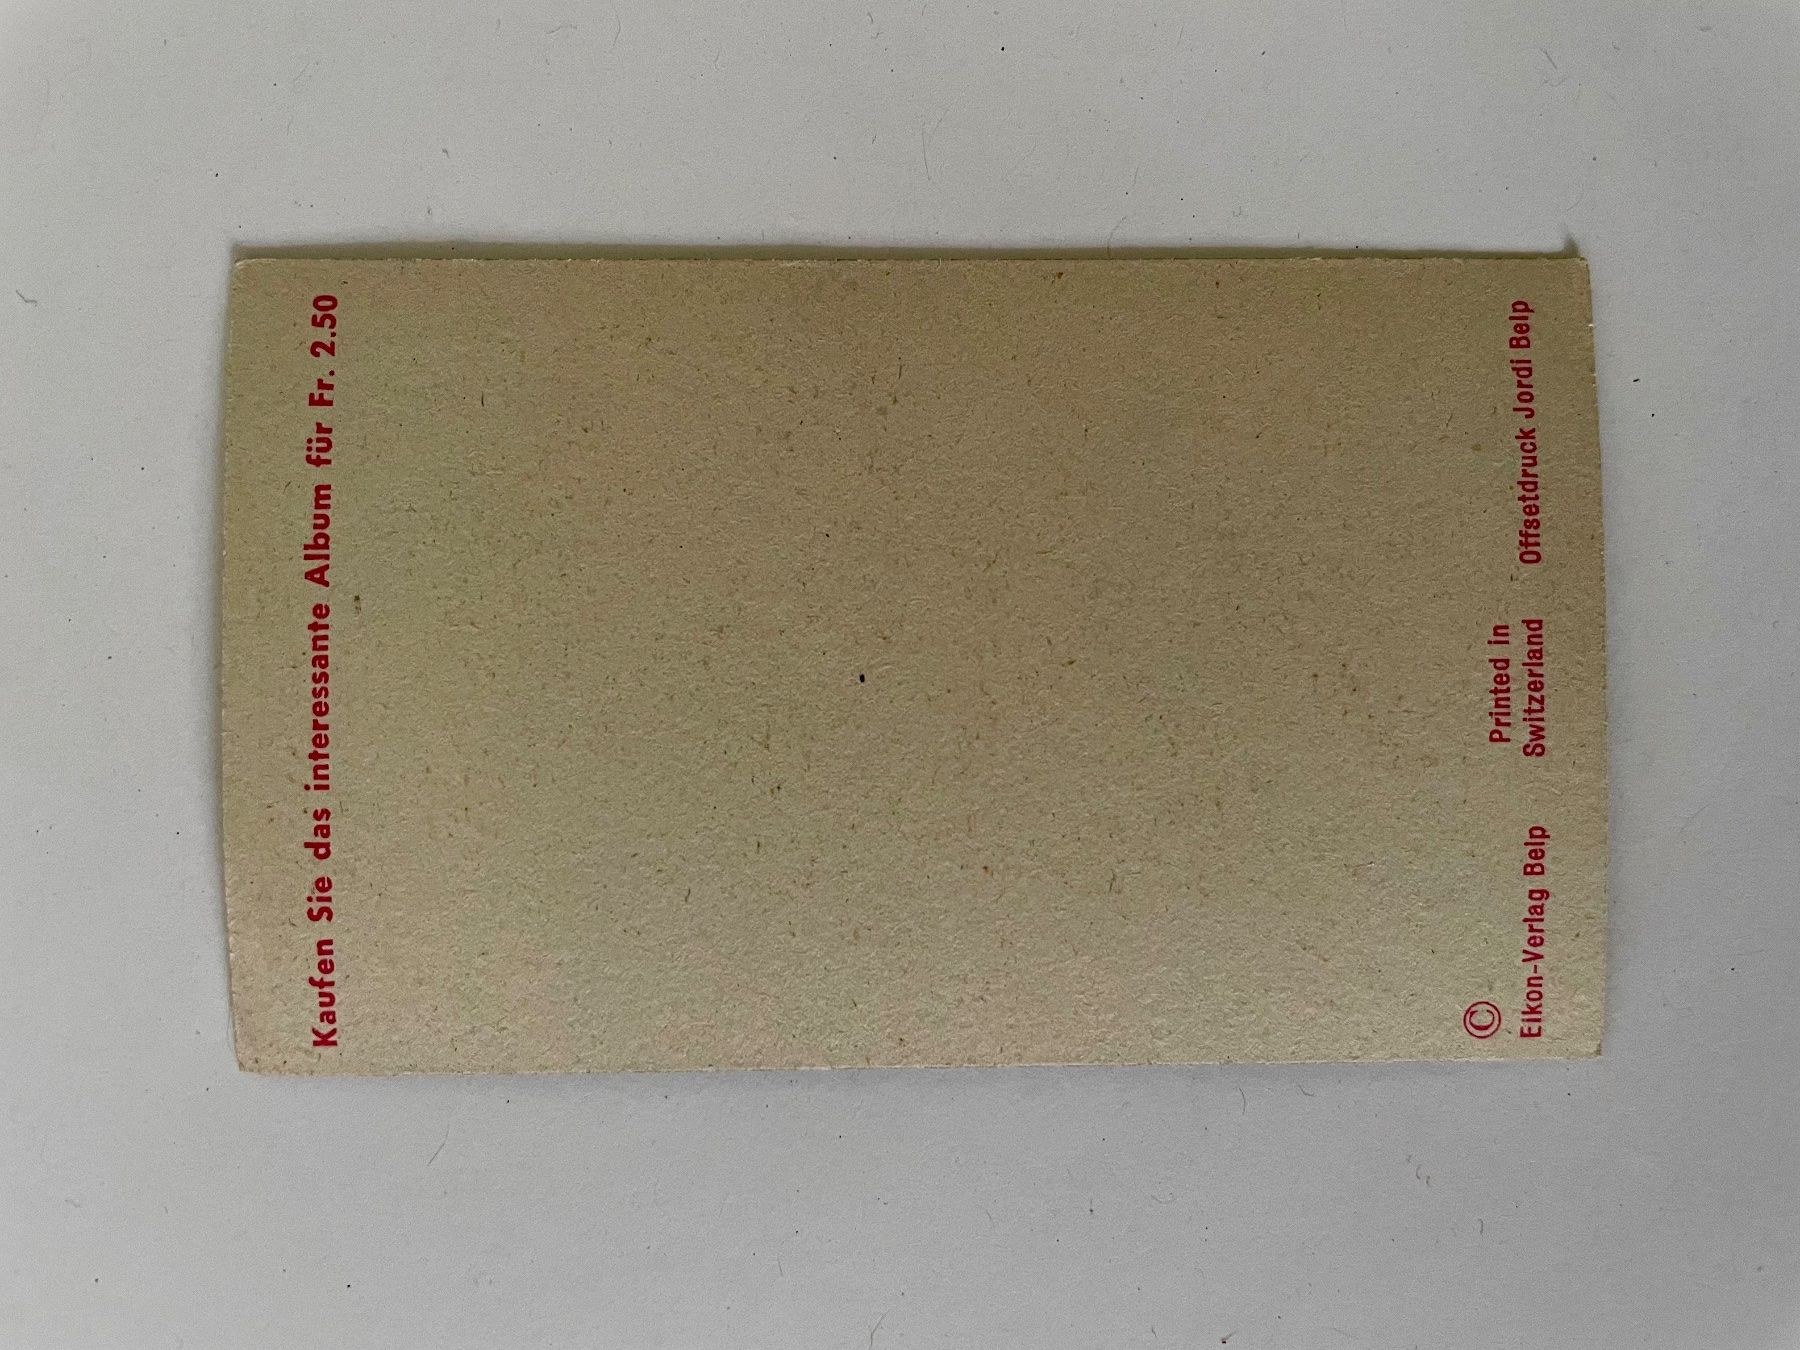 Kaufen Sie das interessante Album für Fr. 2.50
©
Printed in
Eikon-Verlag Belp Switzerland Offsetdruck Jordi Belp